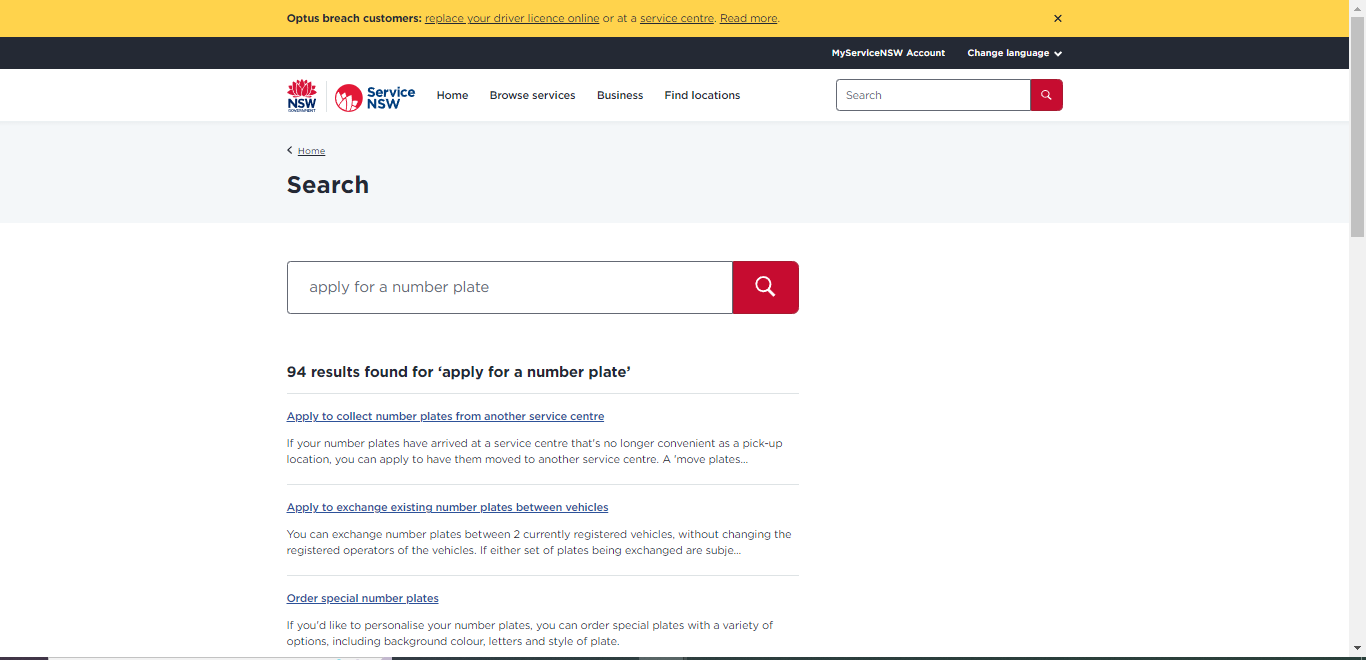 Optus breach customers: replace your driver licence online or at a service centre. Read more.
MyServiceNSW Account Change language
NSW
GOVERNMENT
Service
NSW
Home Browse services Business Find locations
Search
Home
Search
apply for a number plate
94 results found for ‘apply for a number plate’
Apply to collect number plates from another service centre
If your number plates have arrived at a service centre that's no longer convenient as a pick-up
location, you can apply to have them moved to another service centre. A 'move plates...
Apply to exchange existing number plates between vehicles
You can exchange number plates between 2 currently registered vehicles, without changing the
registered operators of the vehicles. If either set of plates being exchanged are subje...
Order special number plates
If you'd like to personalise your number plates, you can order special plates with a variety of
options, including background colour, letters and style of plate.